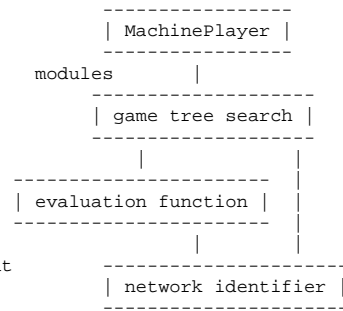 MachinePlayer
modules
game tree search
evaluation function
network identifier